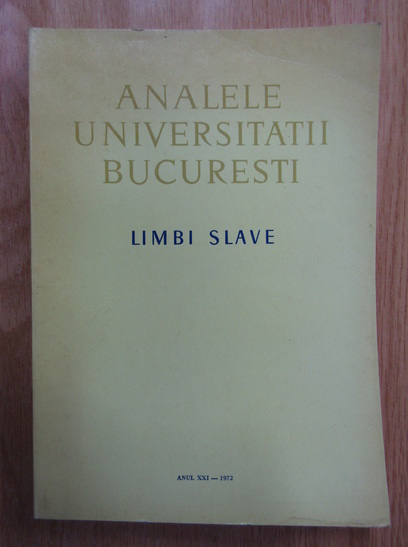 ANALELE
UNIVERSITATII
BUCURESTI
LIMBI SLAVE
ANUL XXI — 1972